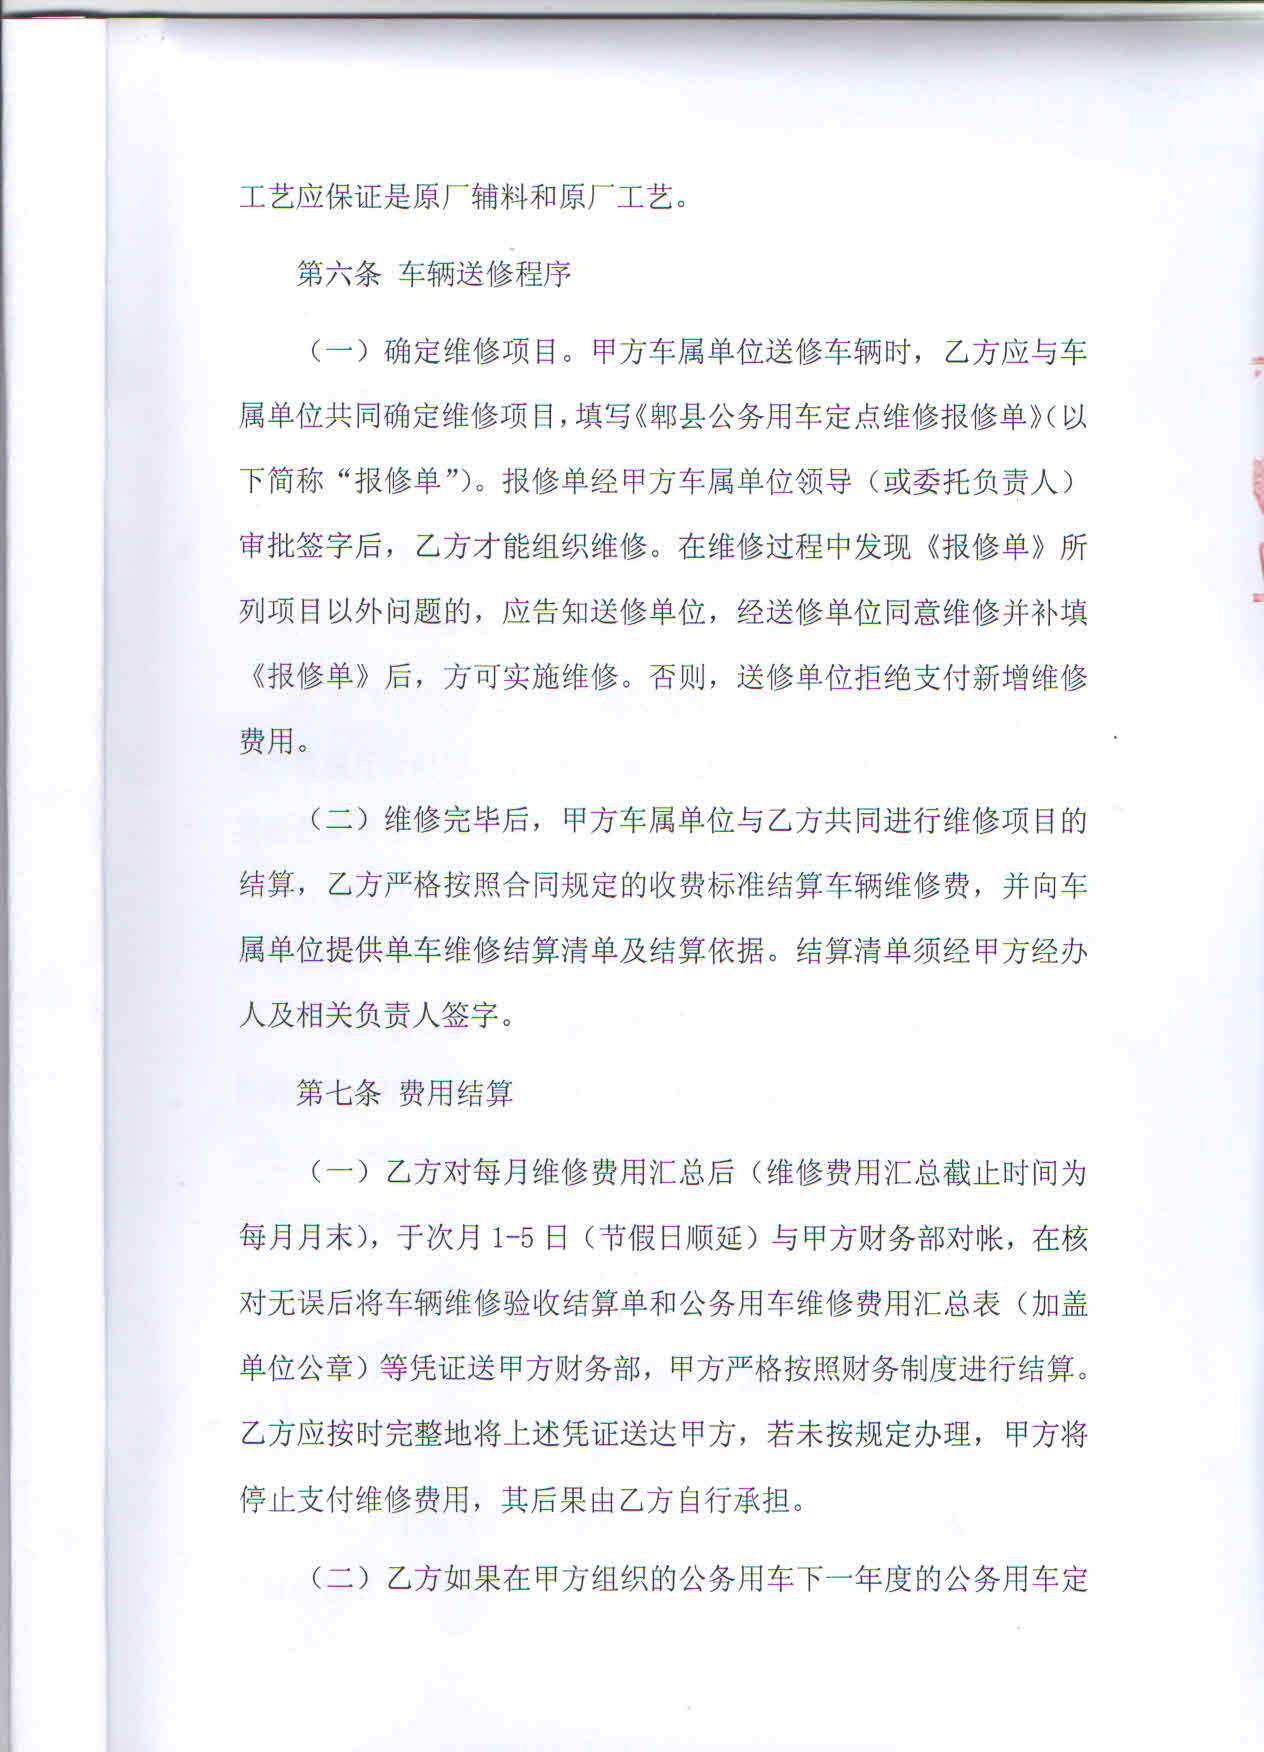 工艺应保证是原厂辅料和原厂工艺。
第六条 车辆送修程序
（一）确定维修项目。甲方车属单位送修车辆时，乙方应与车
属单位共同确定维修项目，填写《郫县公务用车定点维修报修单》（以
下简称“报修单”）。报修单经甲方车属单位领导（或委托负责人）
审批签字后，乙方才能组织维修。在维修过程中发现《报修单》所
列项目以外问题的，应告知送修单位，经送修单位同意维修并补填
《报修单》后，方可实施维修。否则，送修单位拒绝支付新增维修
费用。
（二）维修完毕后，甲方车属单位与乙方共同进行维修项目的
结算，乙方严格按照合同规定的收费标准结算车辆维修费，并向车
属单位提供单车维修结算清单及结算依据。结算清单须经甲方经办
人及相关负责人签字。
第七条 费用结算
（一）乙方对每月维修费用汇总后（维修费用汇总截止时间为
每月月末），于次月 1-5 日（节假日顺延）与甲方财务部对帐，在核
对无误后将车辆维修验收结算单和公务用车维修费用汇总表（加盖
单位公章）等凭证送甲方财务部，甲方严格按照财务制度进行结算。
乙方应按时完整地将上述凭证送达甲方，若未按规定办理，甲方将
停止支付维修费用，其后果由乙方自行承担。
（二）乙方如果在甲方组织的公务用车下一年度的公务用车定